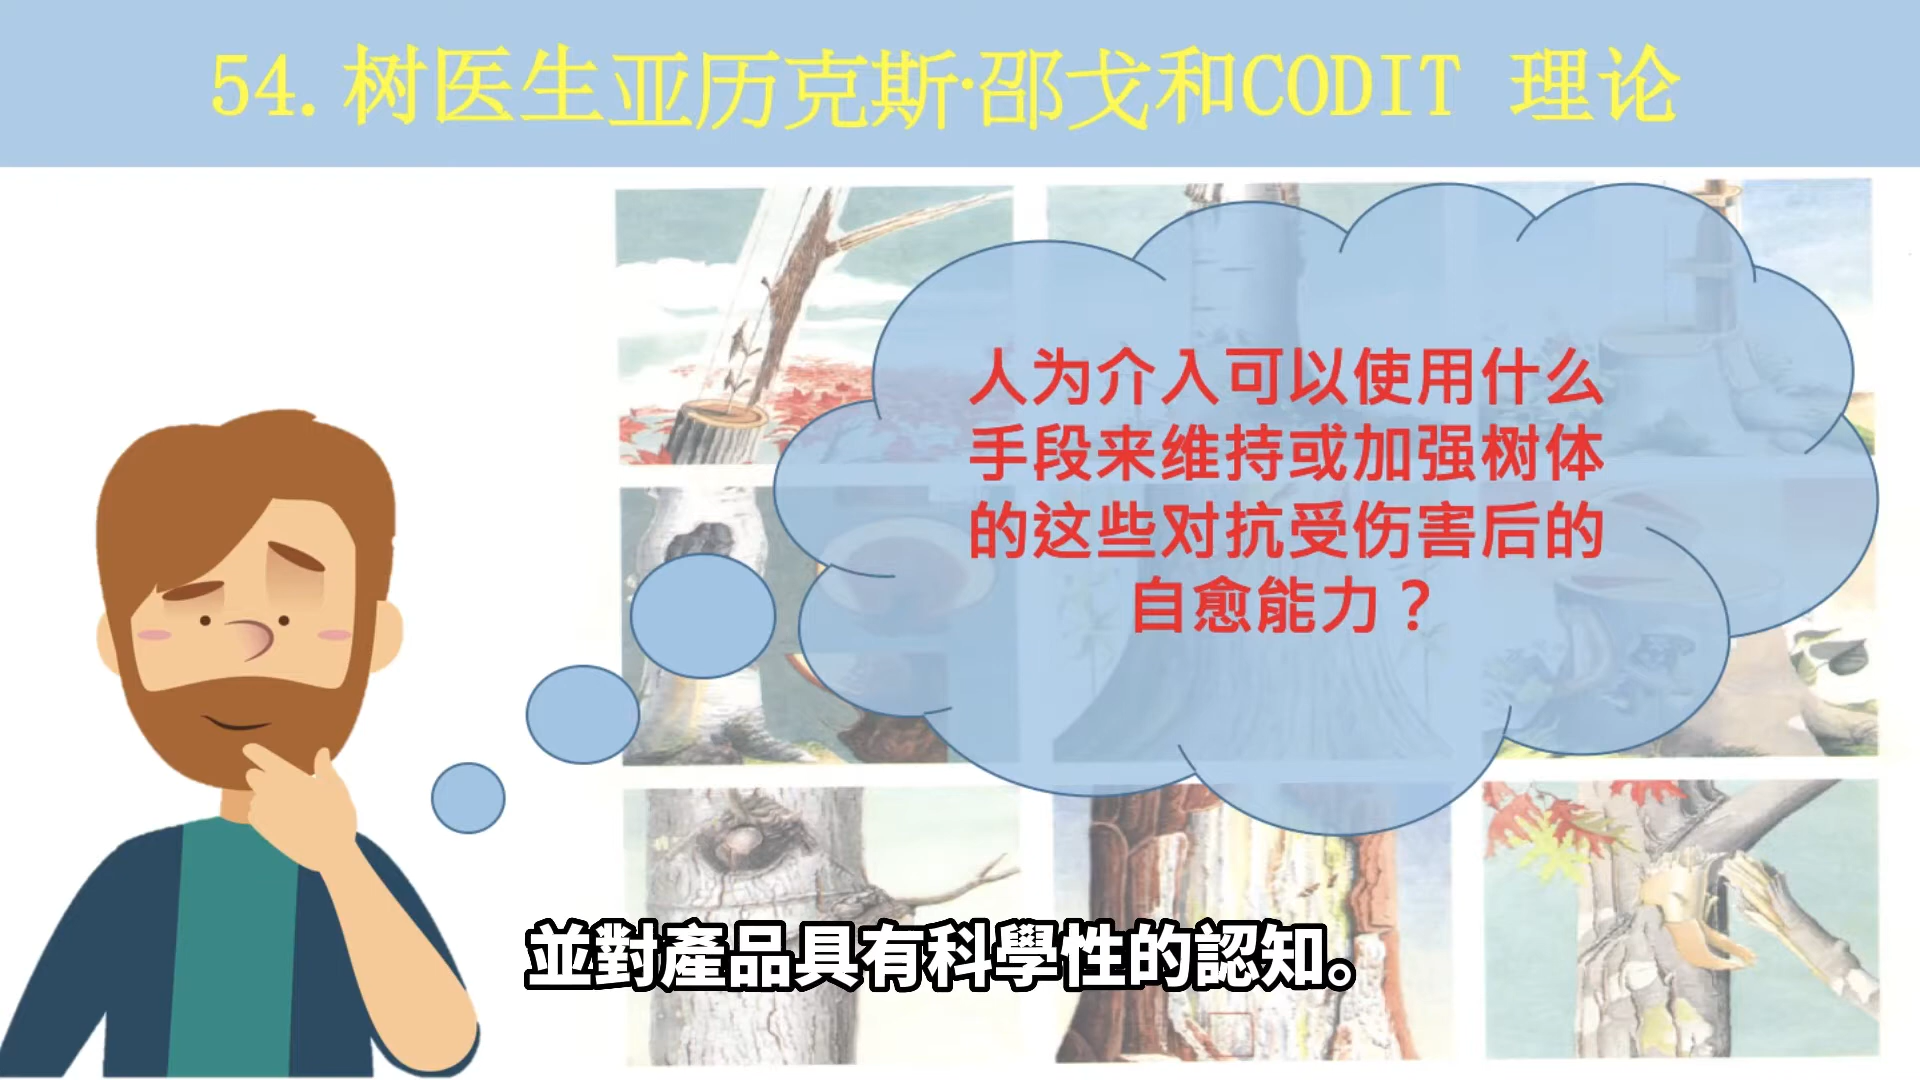 54.树医生亚历克斯·邵戈和CODIT 理论
人为介入可以使用什么
手段来维持或加强树体
的这些对抗受伤害后的
自愈能力？
並對產品具有科學性的認知。